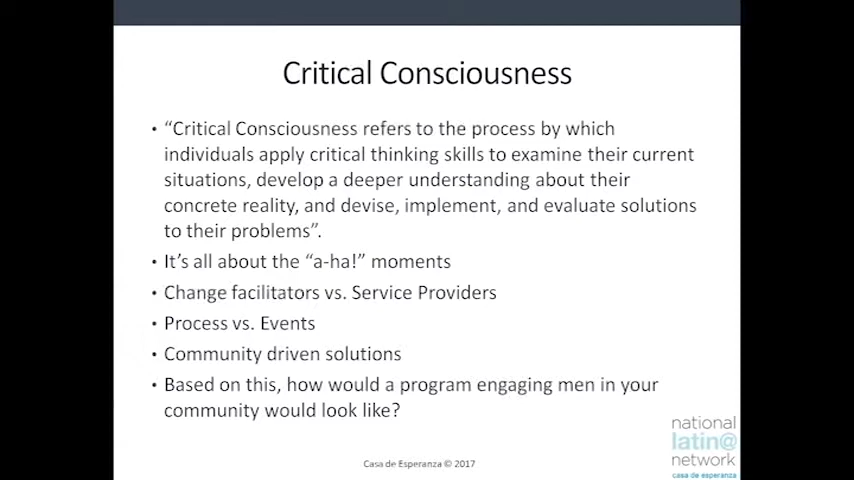 Critical Consciousness
• “Critical Consciousness refers to the process by which
individuals apply critical thinking skills to examine their current
situations, develop a deeper understanding about their
concrete reality, and devise, implement, and evaluate solutions
to their problems”.
• It’s all about the “a-ha!” moments
• Change facilitators vs. Service Providers
• Process vs. Events
• Community driven solutions
• Based on this, how would a program engaging men in your
community would look like?
national
latin@
network
casa de esperanza
Casa de Esperanza © 2017